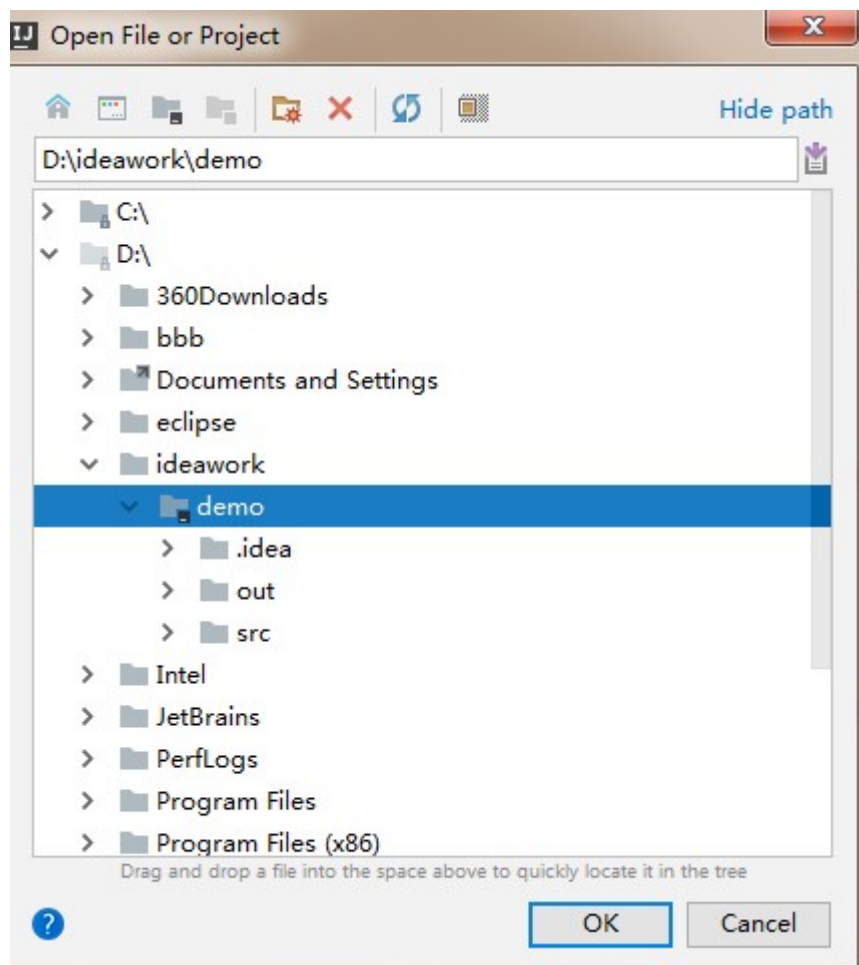 IJ Open File or Project
Hide path
D:\ideawork\demo
C:\
D:\
360Downloads
bbb
Documents and Settings
eclipse
ideawork
demo
.idea
out
src
Intel
JetBrains
PerfLogs
Program Files
Program Files (x86)
Drag and drop a file into the space above to quickly locate it in the tree
? OK Cancel